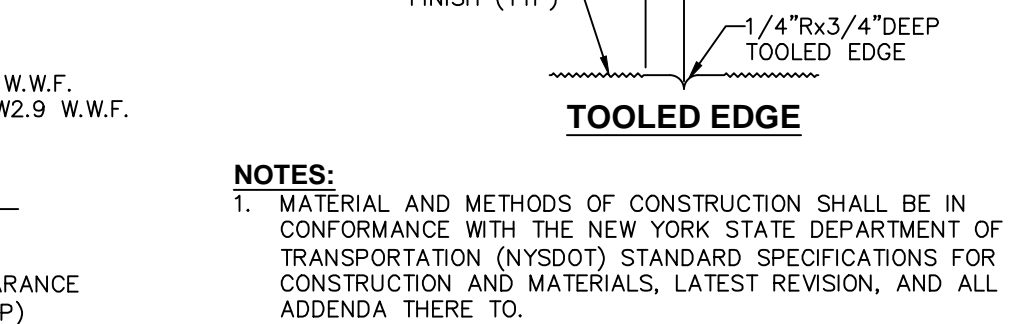 FINISH (TYP)
1/4"Rx3/4"DEEP
TOOLED EDGE
W.W.F.
W2.9 W.W.F.
TOOLED EDGE
NOTES:
1. MATERIAL AND METHODS OF CONSTRUCTION SHALL BE IN
CONFORMANCE WITH THE NEW YORK STATE DEPARTMENT OF
TRANSPORTATION (NYSDOT) STANDARD SPECIFICATIONS FOR
CONSTRUCTION AND MATERIALS, LATEST REVISION, AND ALL
ADDENDA THERE TO.
ARANCE
P)